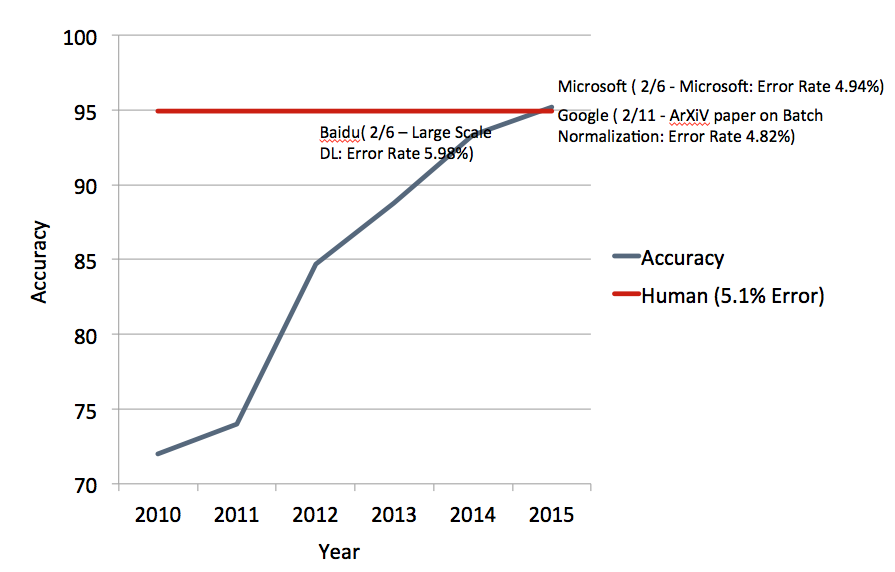 100
95
90
85
80
75
70
Accuracy
2010 2011 2012 2013 2014 2015
Year
Baidu( 2/6 – Large Scale
DL: Error Rate 5.98%)
Microsoft ( 2/6 - Microsoft: Error Rate 4.94%)
Google ( 2/11 - ArXiV paper on Batch
Normalization: Error Rate 4.82%)
Accuracy
Human (5.1% Error)